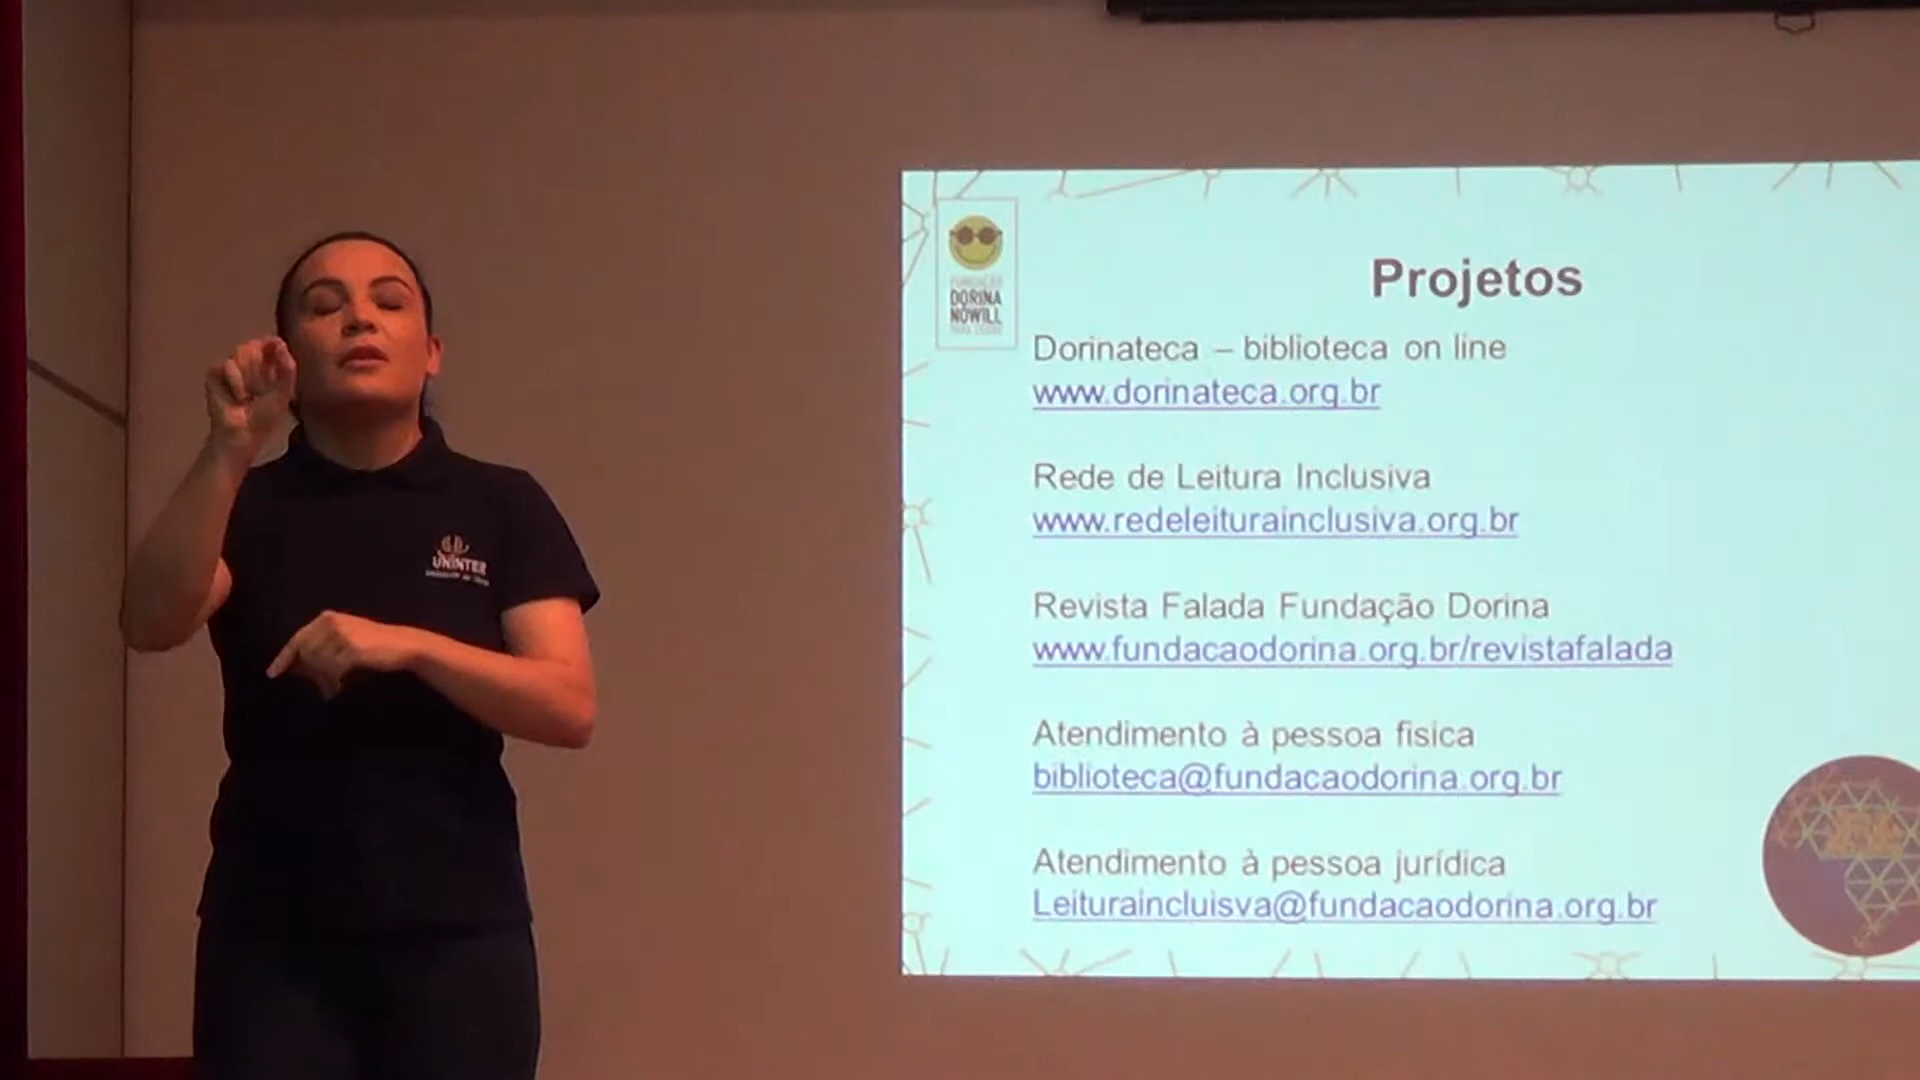 FUNDAÇÃO
DORINA
NOWILL
Projetos
Dorinateca – biblioteca on line
www.dorinateca.org.br
Rede de Leitura Inclusiva
www.redeleiturainclusiva.org.br
Revista Falada Fundação Dorina
www.fundacaodorina.org.br/revistafalada
Atendimento à pessoa fisica
biblioteca@fundacaodorina.org.br
Atendimento à pessoa jurídica
Leituraincluisva@fundacaodorina.org.br
UNINTER